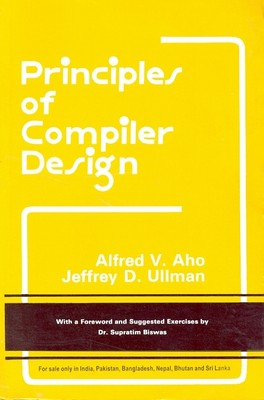 Principles
of
Compiler
Design
Alfred V. Aho
Jeffrey D. Ullman
With a Foreword and Suggested Exercises by
Dr. Supratim Biswas
For sale only in India, Pakistan, Bangladesh, Nepal, Bhutan and Sri Lanka